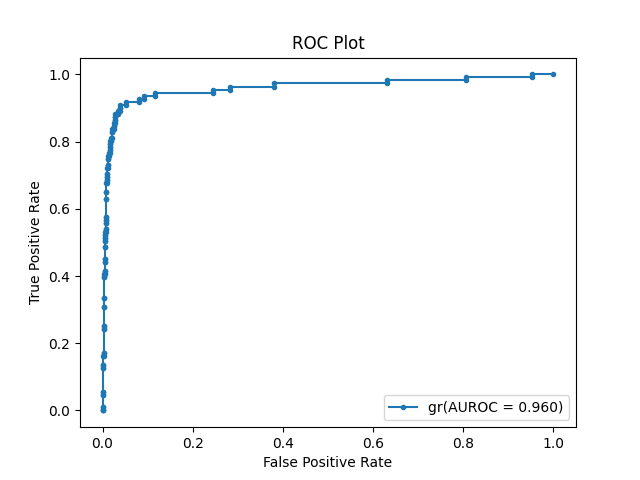 ROC Plot
1.0
0.8
0.6
0.4
0.2
0.0
True Positive Rate
gr(AUROC = 0.960)
0.0 0.2 0.4 0.6 0.8 1.0
False Positive Rate